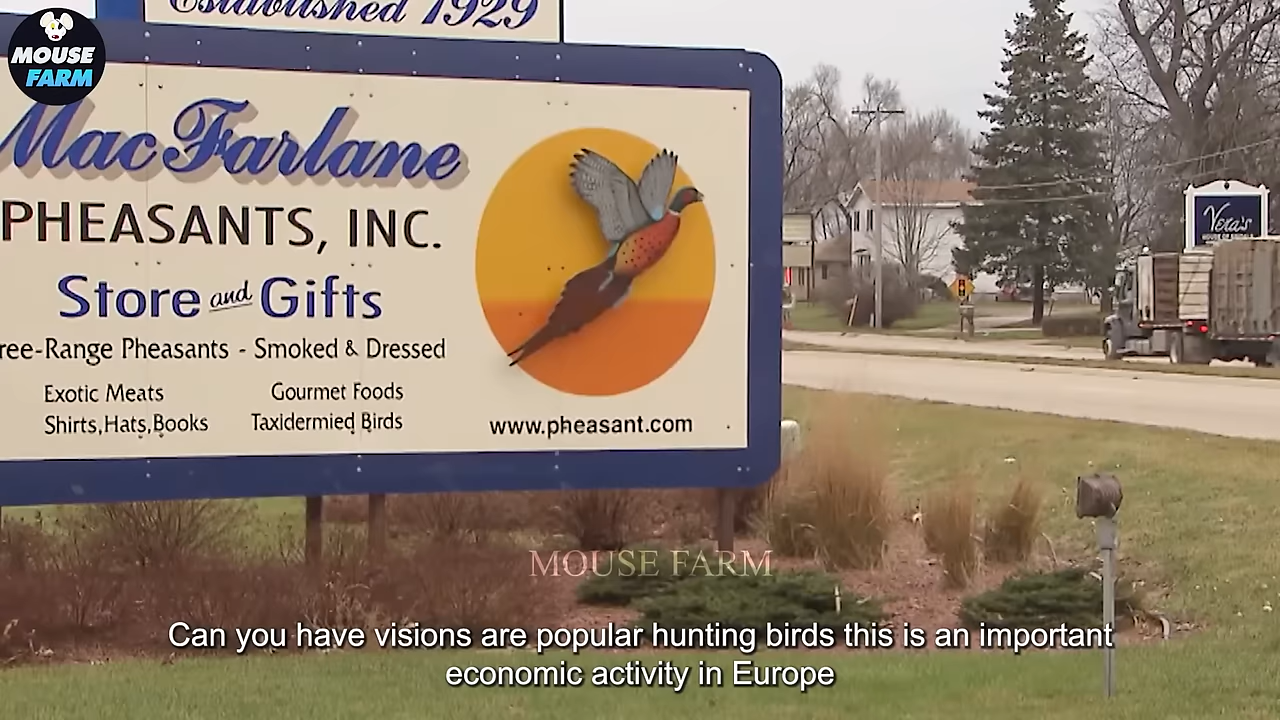 Established 1929
MOUSE
FARM
MacFarlane
PHEASANTS, INC.
Store and Gifts
ree-Range Pheasants - Smoked & Dressed
Exotic Meats
Gourmet Foods
Shirts,Hats,Books
Taxidermied Birds
www.pheasant.com
Vera's
MOUSE FARM
Can you have visions are popular hunting birds this is an important
economic activity in Europe